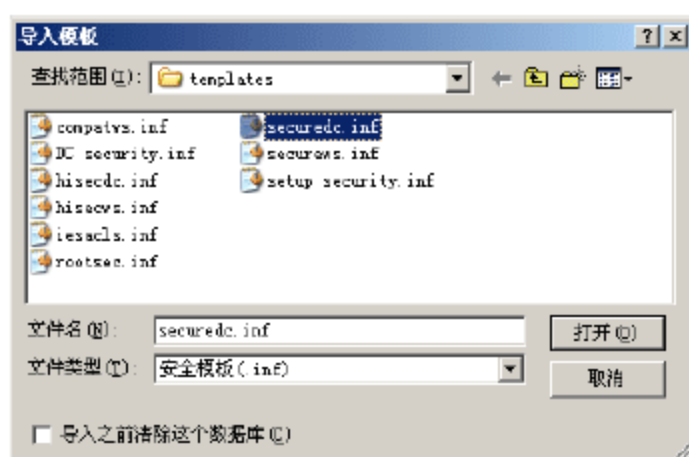 导入模板
查找范围(I): templates
compatws.inf
DC security.inf
hisecdc.inf
hisecws.inf
iesacls.inf
rootsec.inf
securedc.inf
securews.inf
setup security.inf
文件名(N): securedc.inf
打开(O)
文件类型(T): 安全模板(.inf)
取消
导入之前清除这个数据库(C)